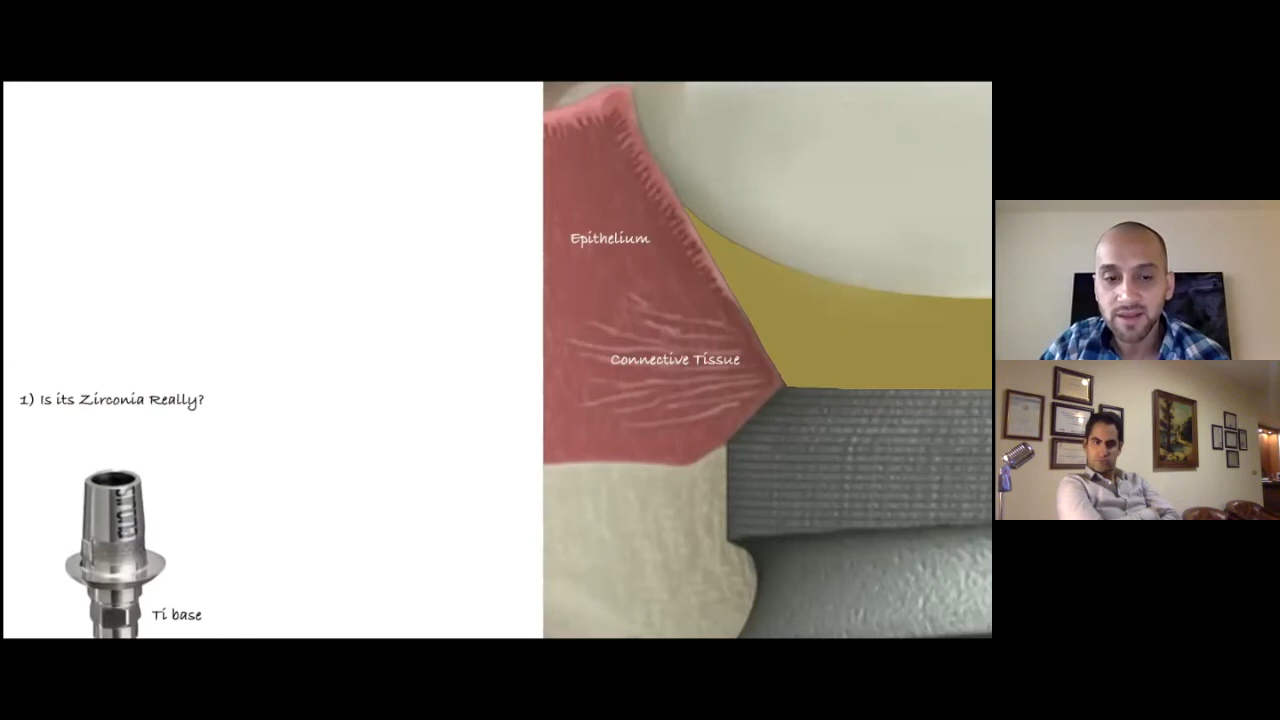 Epithelium
Connective Tissue
1) Is its Zirconia Really?
Ti base